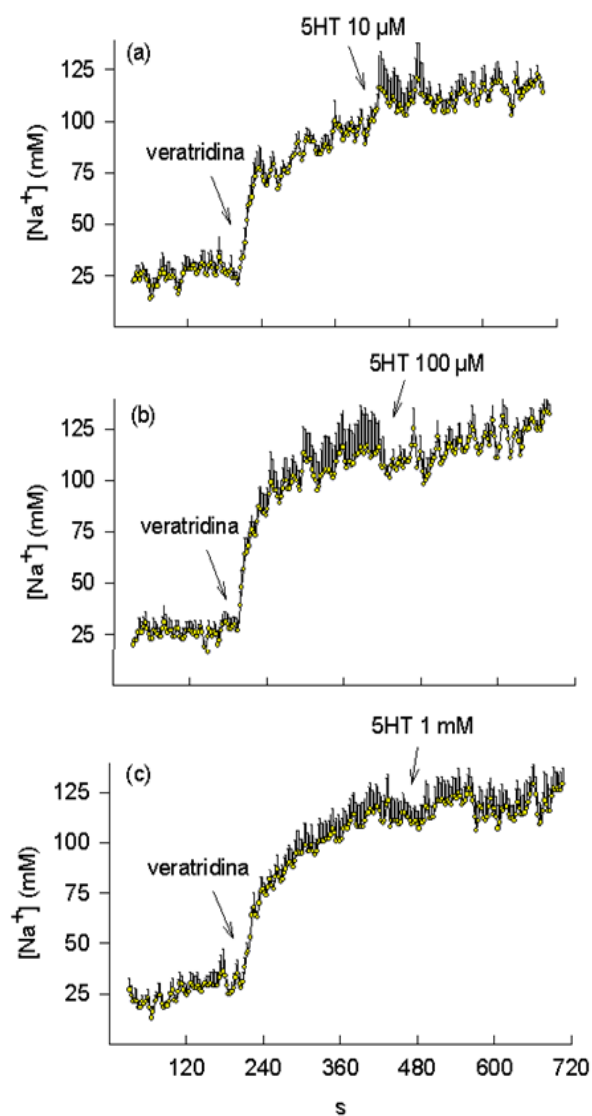 5HT 10 µM
(a)
125
100
75
50
25
[Na+] (mM)
veratridina
5HT 100 µM
(b)
125
100
75
50
25
[Na+] (mM)
veratridina
5HT 1 mM
(c)
125
100
75
50
25
[Na+] (mM)
veratridina
120 240 360 480 600 720
s